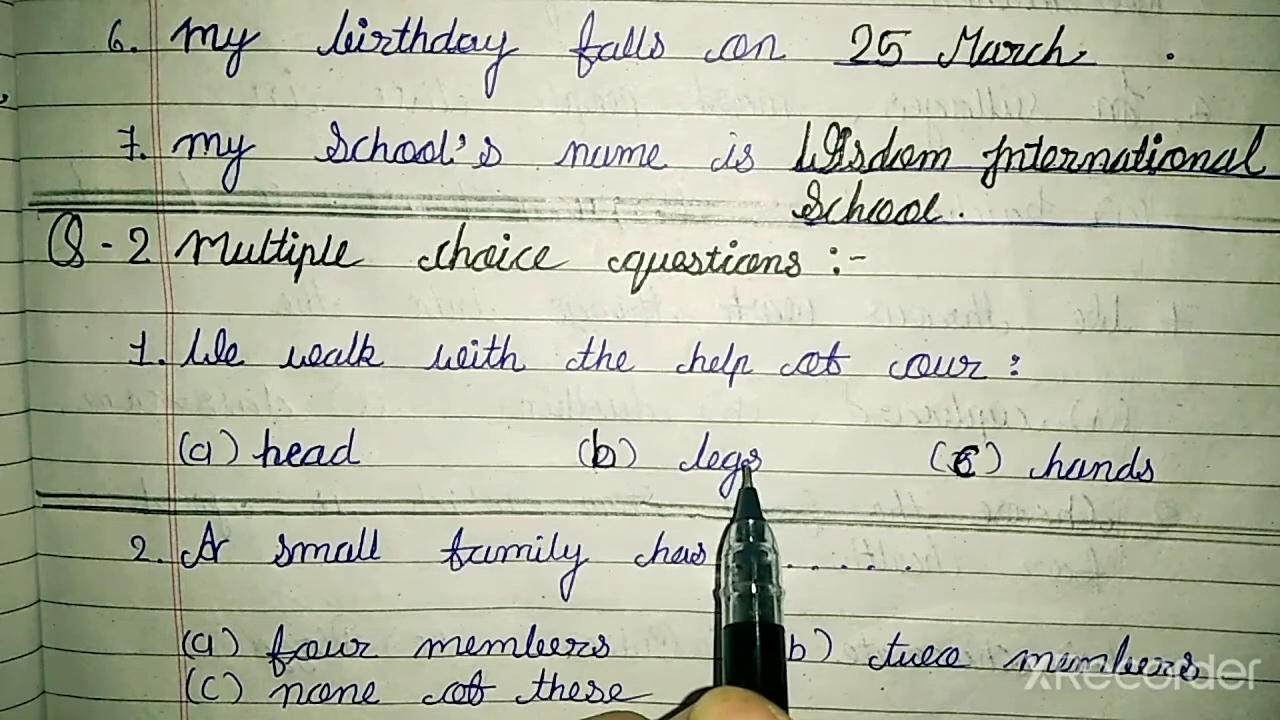 6. My birthday falls on 25 March .
7. My School's name is Wisdom International
School.
Q-2 Multiple choice questions :-
1. We walk with the help of our :
(a) head (b) legs (c) hands
2. A small family has ......
(a) four members b) two members
(c) none of these
XRecorder